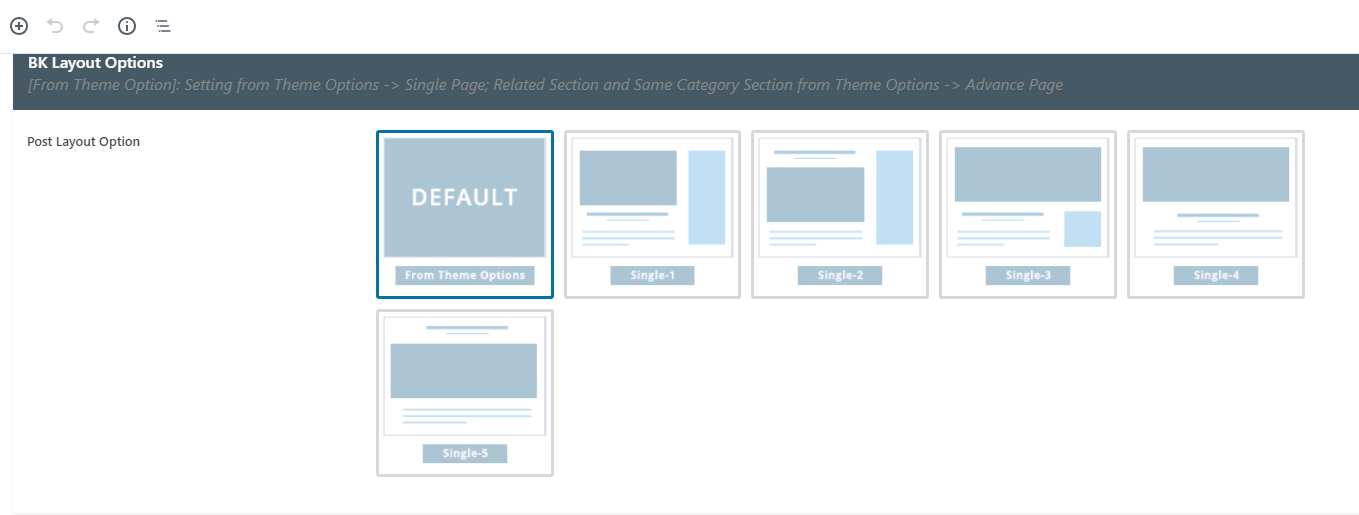 BK Layout Options
[From Theme Option]: Setting from Theme Options -> Single Page; Related Section and Same Category Section from Theme Options -> Advance Page
Post Layout Option
DEFAULT
From Theme Options
Single-1
Single-2
Single-3
Single-4
Single-5